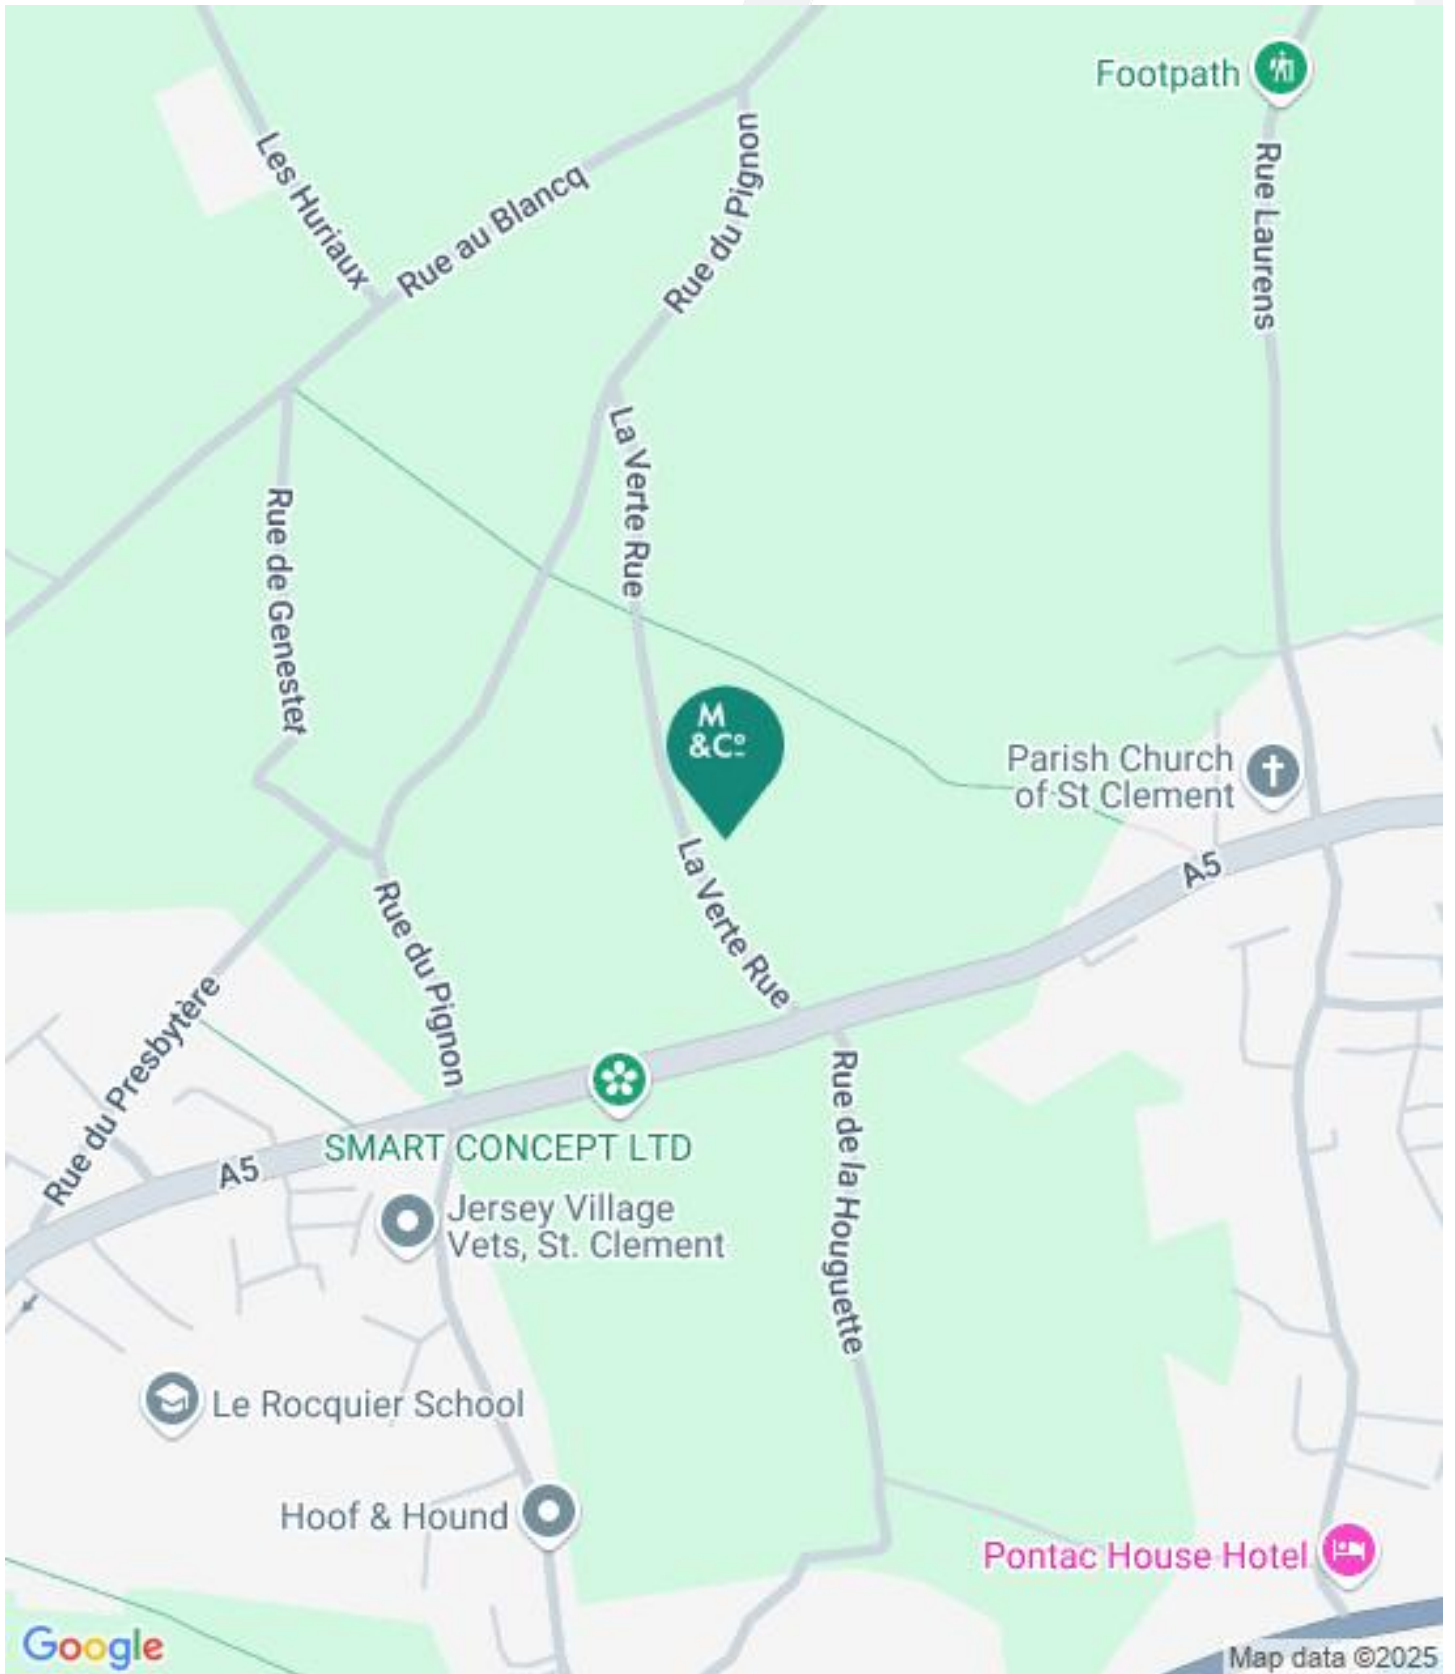 Footpath
Les Huriaux
Rue au Blancq
Rue du Pignon
Rue Laurens
La Verte Rue
Rue de Genestet
M
&Co
Parish Church
of St Clement
A5
La Verte Rue
Rue du Pignon
Rue du Presbytère
Rue de la Houguette
SMART CONCEPT LTD
A5
Jersey Village
Vets, St. Clement
Le Rocquier School
Hoof & Hound
Pontac House Hotel
Google
Map data ©2025